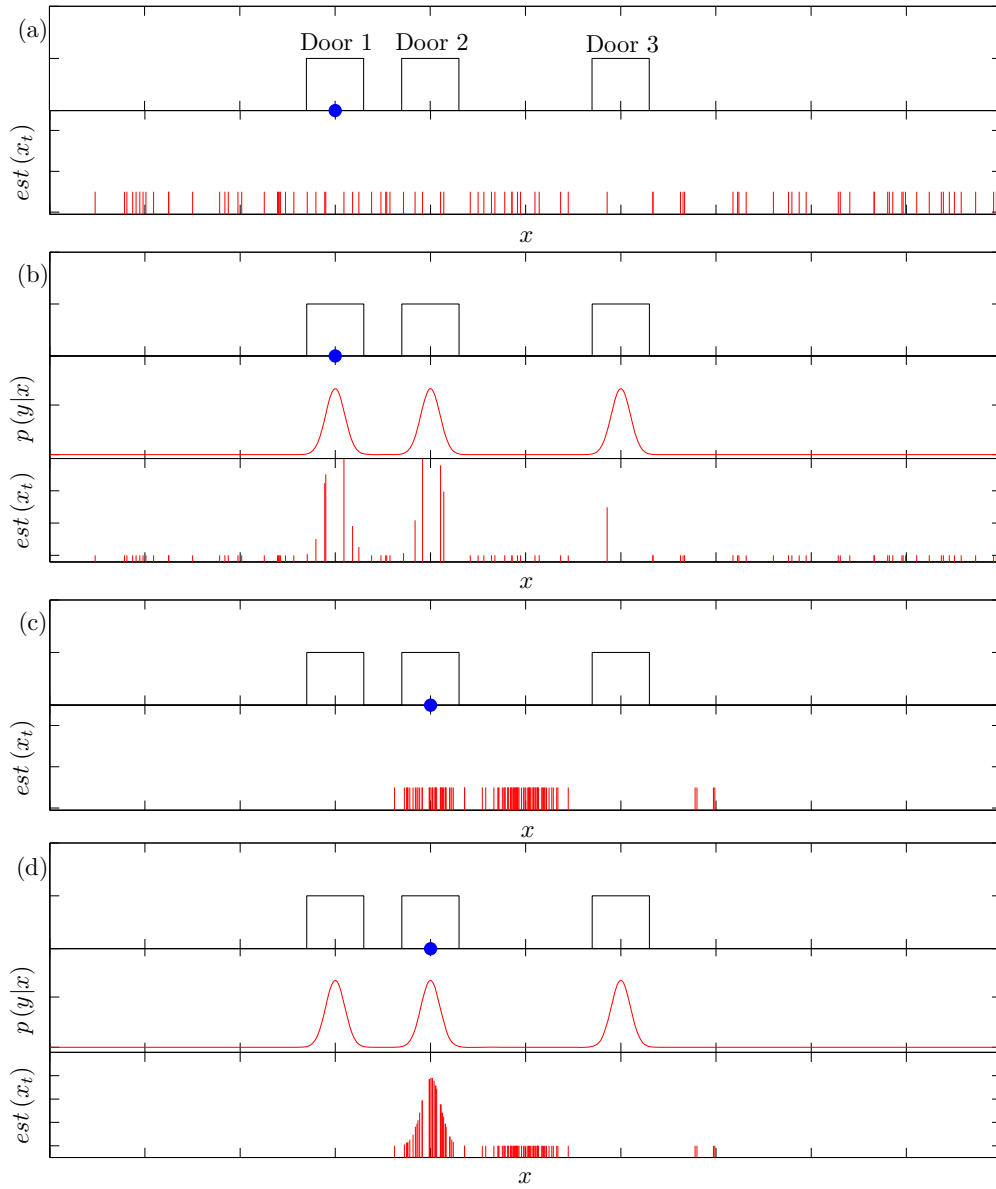 (a)
Door 1 Door 2 Door 3
est (x_t)
x
(b)
p (y|x)
est (x_t)
x
(c)
est (x_t)
x
(d)
p (y|x)
est (x_t)
x